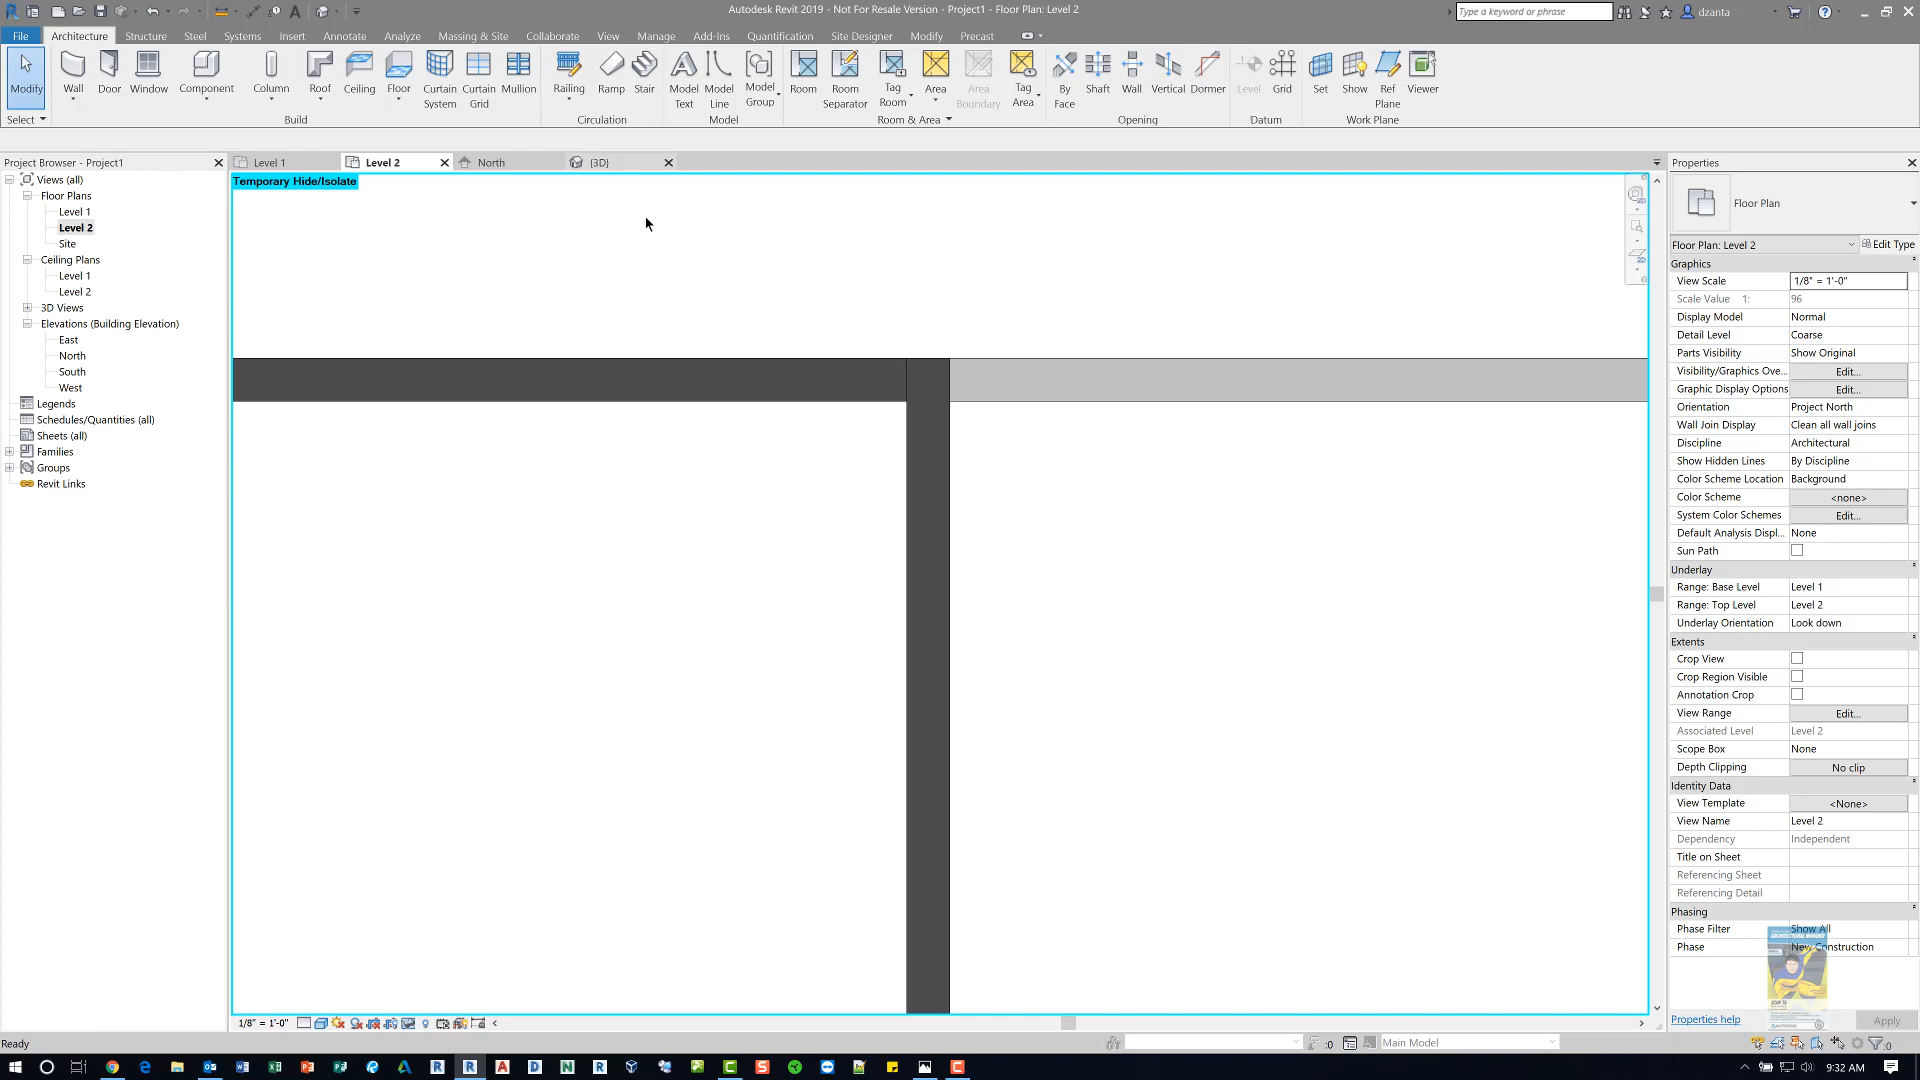 Autodesk Revit 2019 - Not For Resale Version - Project1 - Floor Plan: Level 2
Type a keyword or phrase
dzanta
File Architecture Structure Steel Systems Insert Annotate Analyze Massing & Site Collaborate View Manage Add-Ins Quantification Site Designer Modify Precast
Modify Wall Door Window Component Column Roof Ceiling Floor Curtain System Curtain Grid Mullion Railing Ramp Stair Model Text Model Line Model Group Room Room Separator Tag Room Area Area Boundary Tag Area By Face Shaft Wall Vertical Dormer Level Grid Set Show Ref Plane Viewer
Select Build Circulation Model Room & Area Opening Datum Work Plane
Project Browser - Project1
Level 1 Level 2 North {3D}
Properties
Views (all)
Floor Plans
Level 1
Level 2
Site
Ceiling Plans
Level 1
Level 2
3D Views
Elevations (Building Elevation)
East
North
South
West
Legends
Schedules/Quantities (all)
Sheets (all)
Families
Groups
Revit Links
Temporary Hide/Isolate
2D
2D
Floor Plan
Floor Plan: Level 2 Edit Type
Graphics
View Scale 1/8" = 1'-0"
Scale Value 1: 96
Display Model Normal
Detail Level Coarse
Parts Visibility Show Original
Visibility/Graphics Ove... Edit...
Graphic Display Options Edit...
Orientation Project North
Wall Join Display Clean all wall joins
Discipline Architectural
Show Hidden Lines By Discipline
Color Scheme Location Background
Color Scheme <none>
System Color Schemes Edit...
Default Analysis Displ... None
Sun Path
Underlay
Range: Base Level Level 1
Range: Top Level Level 2
Underlay Orientation Look down
Extents
Crop View
Crop Region Visible
Annotation Crop
View Range Edit...
Associated Level Level 2
Scope Box None
Depth Clipping No clip
Identity Data
View Template <None>
View Name Level 2
Dependency Independent
Title on Sheet
Referencing Sheet
Referencing Detail
Phasing
Phase Filter Show All
Phase New Construction
Properties help Apply
AUTODESK
1/8" = 1'-0"
Ready
:0
Main Model
:0
9:32 AM